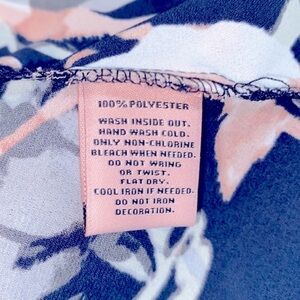 100% POLYESTER
WASH INSIDE OUT.
HAND WASH COLD.
ONLY NON-CHLORINE
BLEACH WHEN NEEDED.
DO NOT WRING
OR TWIST.
FLAT DRY.
COOL IRON IF NEEDED.
DO NOT IRON
DECORATION.